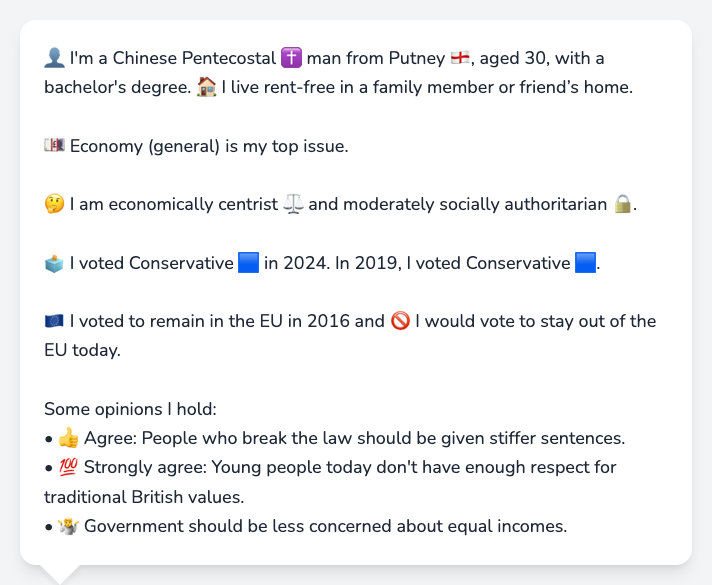 👤 I'm a Chinese Pentecostal ✝️ man from Putney 🏴󠁧󠁢󠁥󠁮󠁧󠁿, aged 30, with a
bachelor's degree. 🏠 I live rent-free in a family member or friend’s home.
💷 Economy (general) is my top issue.
🤔 I am economically centrist ⚖️ and moderately socially authoritarian 🔒.
🗳️ I voted Conservative 🟦 in 2024. In 2019, I voted Conservative 🟦.
🇪🇺 I voted to remain in the EU in 2016 and 🚫 I would vote to stay out of the
EU today.
Some opinions I hold:
• 👍 Agree: People who break the law should be given stiffer sentences.
• 💯 Strongly agree: Young people today don't have enough respect for
traditional British values.
• 🤷 Government should be less concerned about equal incomes.